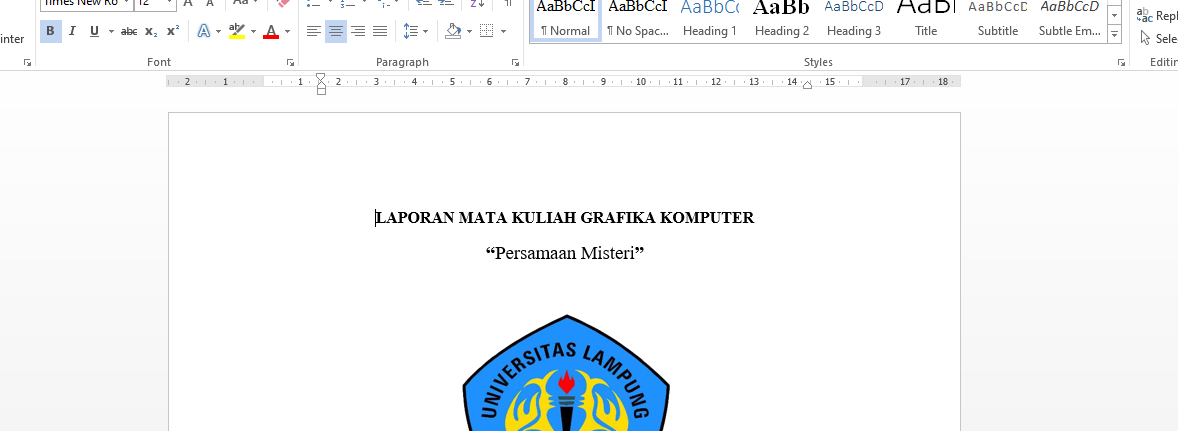 Times New Ro 12 A A Aa
AaBbCcI AaBbCcI AaBbCc AaBb AaBbCcD AaBl AaBbCcD AaBbCcD
inter B I U abc x₂ x² A ab A
¶ Normal ¶ No Spac... Heading 1 Heading 2 Heading 3 Title Subtitle Subtle Em...
Repl
Sele
Font Paragraph Styles Editin
2 1 1 2 3 4 5 6 7 8 9 10 11 12 13 14 15 17 18
LAPORAN MATA KULIAH GRAFIKA KOMPUTER
“Persamaan Misteri”
UNIVERSITAS LAMPUNG